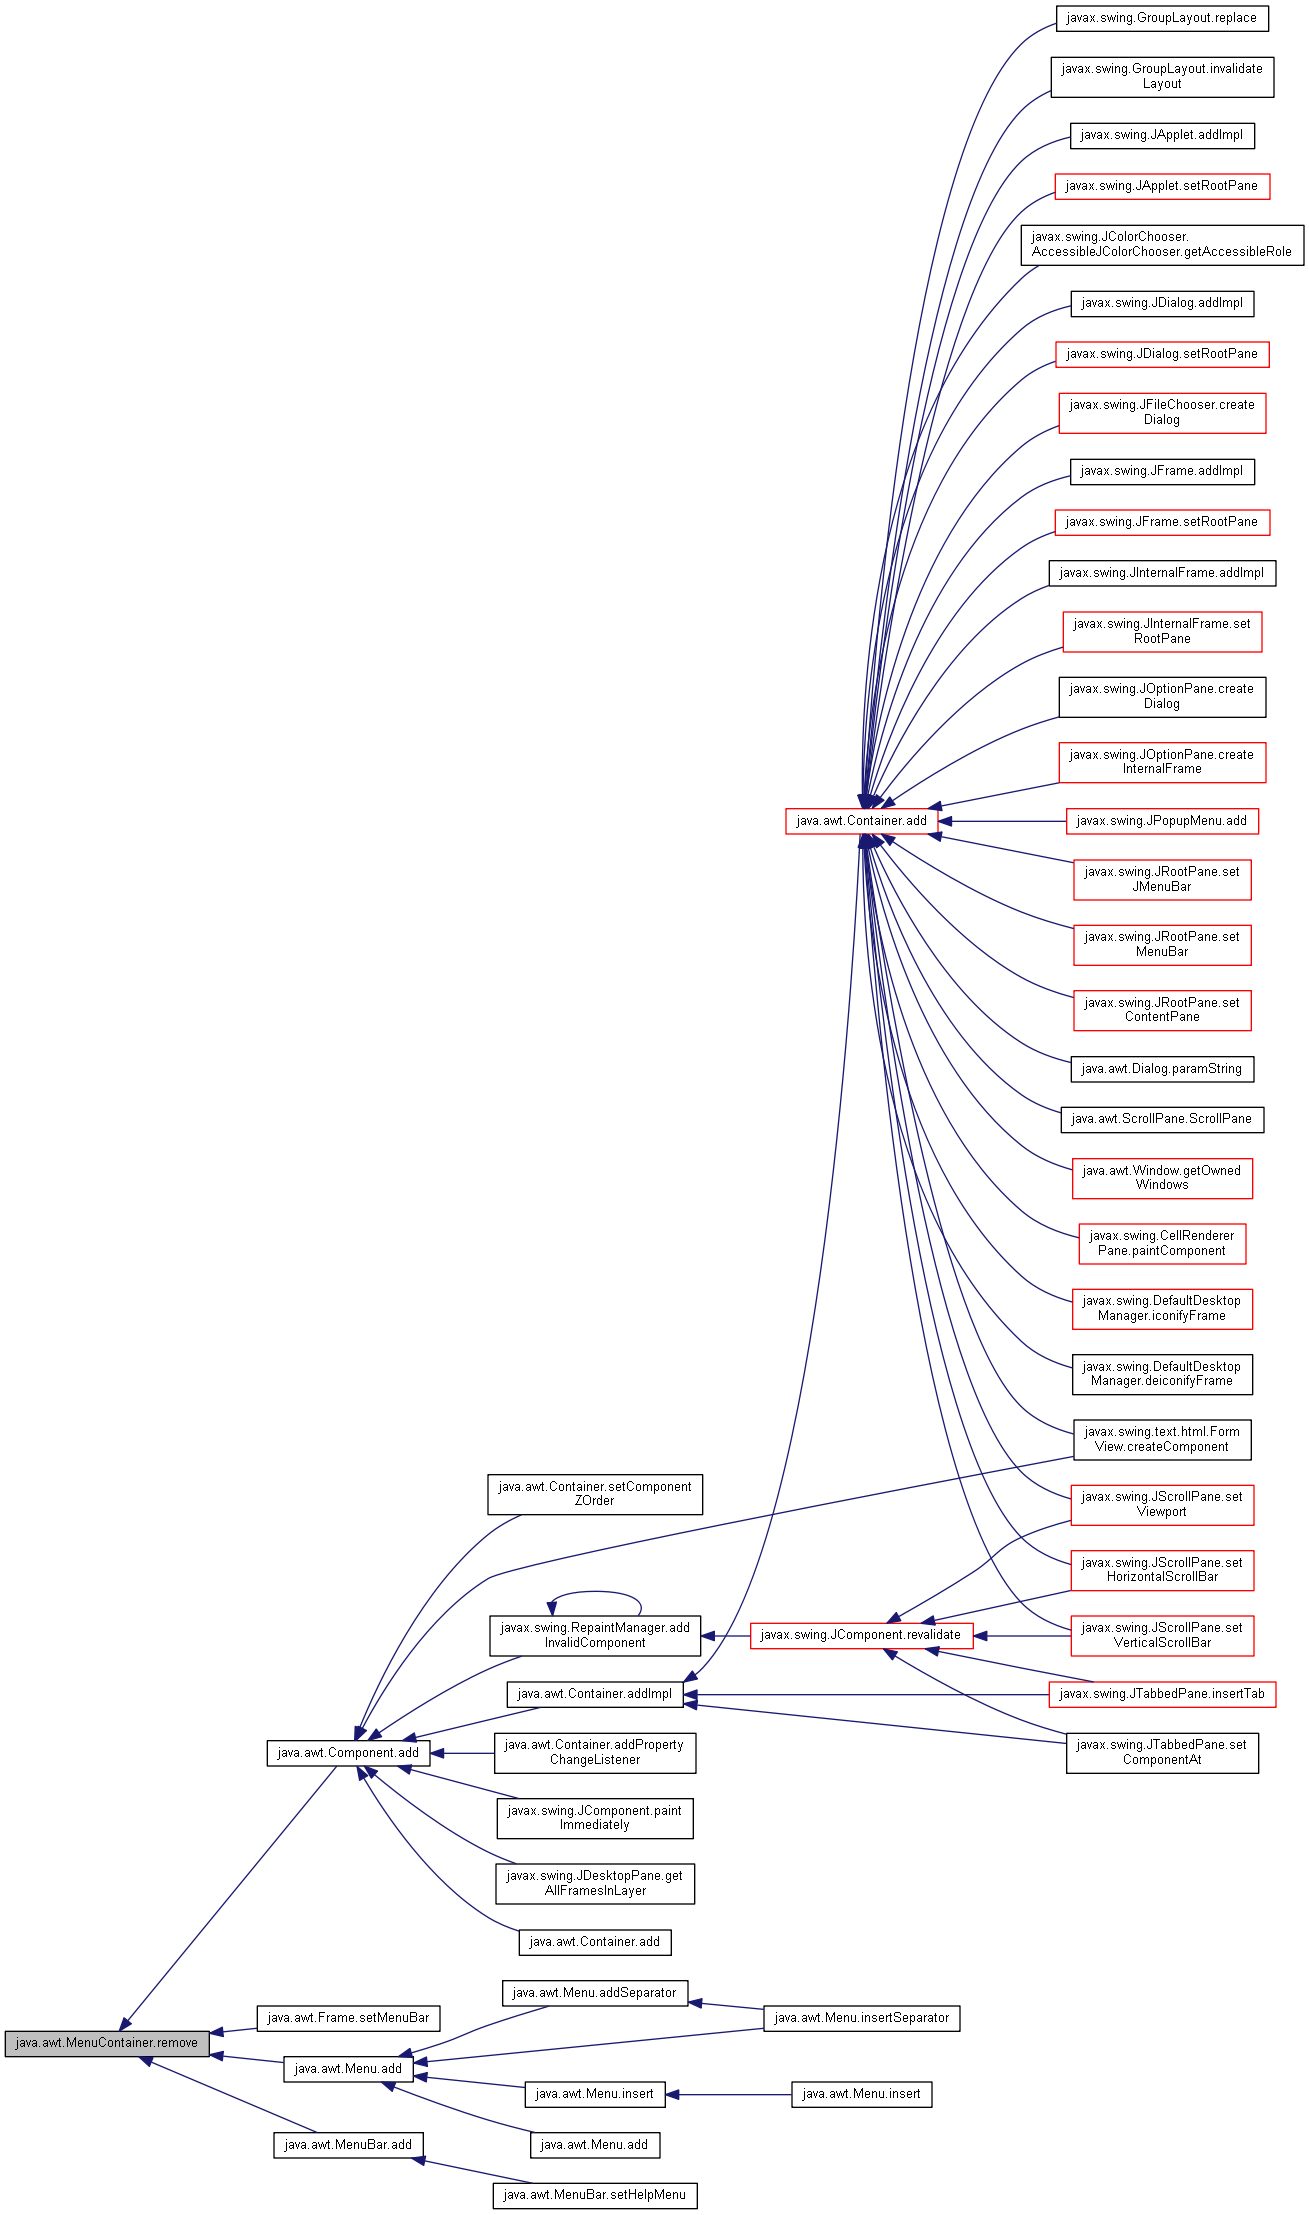 javax.swing.GroupLayout.replace
javax.swing.GroupLayout.invalidate
Layout
javax.swing.JApplet.addImpl
javax.swing.JApplet.setRootPane
javax.swing.JColorChooser.
AccessibleJColorChooser.getAccessibleRole
javax.swing.JDialog.addImpl
javax.swing.JDialog.setRootPane
javax.swing.JFileChooser.create
Dialog
javax.swing.JFrame.addImpl
javax.swing.JFrame.setRootPane
javax.swing.JInternalFrame.addImpl
javax.swing.JInternalFrame.set
RootPane
javax.swing.JOptionPane.create
Dialog
javax.swing.JOptionPane.create
InternalFrame
java.awt.Container.add
javax.swing.JPopupMenu.add
javax.swing.JRootPane.set
JMenuBar
javax.swing.JRootPane.set
MenuBar
javax.swing.JRootPane.set
ContentPane
java.awt.Dialog.paramString
java.awt.ScrollPane.ScrollPane
java.awt.Window.getOwned
Windows
javax.swing.CellRenderer
Pane.paintComponent
javax.swing.DefaultDesktop
Manager.iconifyFrame
javax.swing.DefaultDesktop
Manager.deiconifyFrame
javax.swing.text.html.Form
View.createComponent
java.awt.Container.setComponent
ZOrder
javax.swing.JScrollPane.set
Viewport
javax.swing.JScrollPane.set
HorizontalScrollBar
javax.swing.RepaintManager.add
InvalidComponent
javax.swing.JComponent.revalidate
javax.swing.JScrollPane.set
VerticalScrollBar
java.awt.Container.addImpl
javax.swing.JTabbedPane.insertTab
java.awt.Component.add
java.awt.Container.addProperty
ChangeListener
javax.swing.JTabbedPane.set
ComponentAt
javax.swing.JComponent.paint
Immediately
javax.swing.JDesktopPane.get
AllFramesInLayer
java.awt.Container.add
java.awt.Menu.addSeparator
java.awt.Frame.setMenuBar
java.awt.Menu.insertSeparator
java.awt.MenuContainer.remove
java.awt.Menu.add
java.awt.Menu.insert
java.awt.Menu.insert
java.awt.MenuBar.add
java.awt.Menu.add
java.awt.MenuBar.setHelpMenu